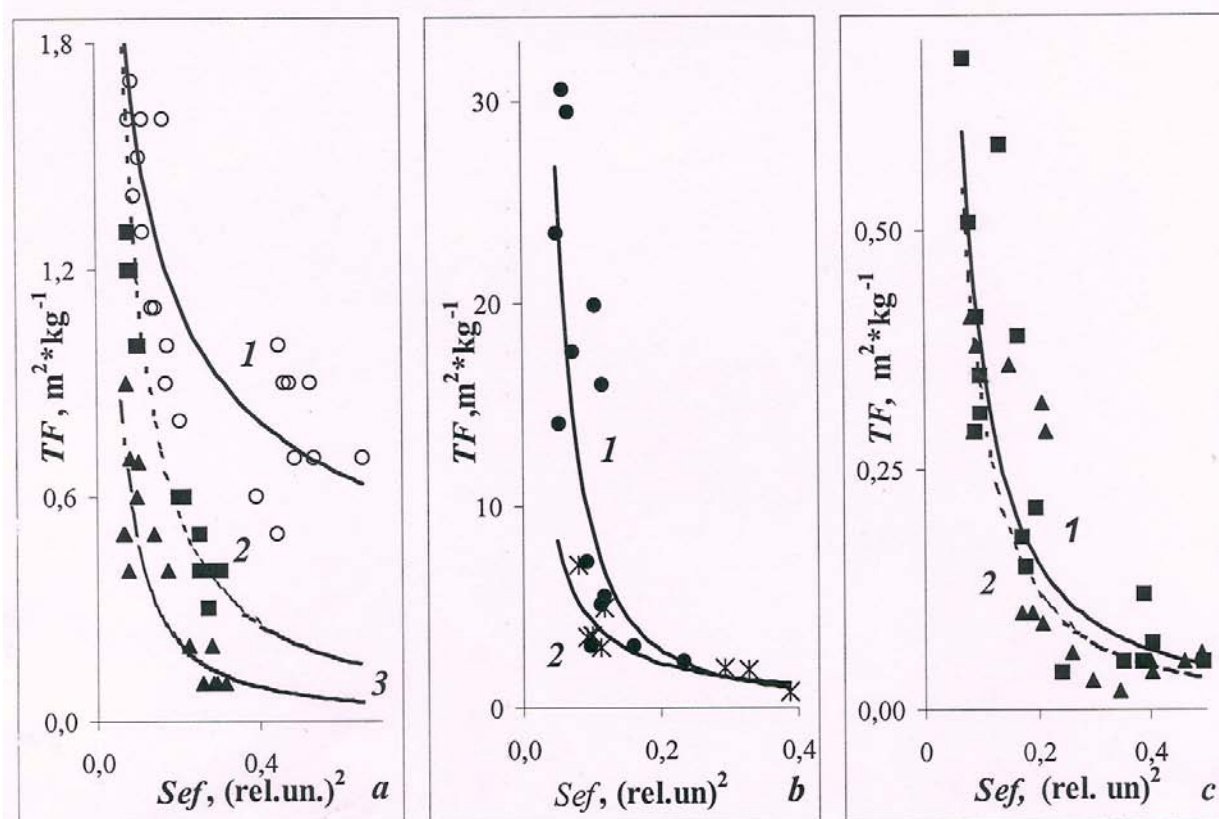 1,8
1,2
0,6
0,0
TF, m²*kg⁻¹
1
2
3
0,0 0,4
Sef, (rel.un.)² a
30
20
10
0
TF ,m²*kg⁻¹
1
2
0,0 0,2 0,4
Sef, (rel.un)² b
0,50
0,25
0,00
TF, m²*kg⁻¹
1
2
0 0,2 0,4
Sef, (rel. un)² c